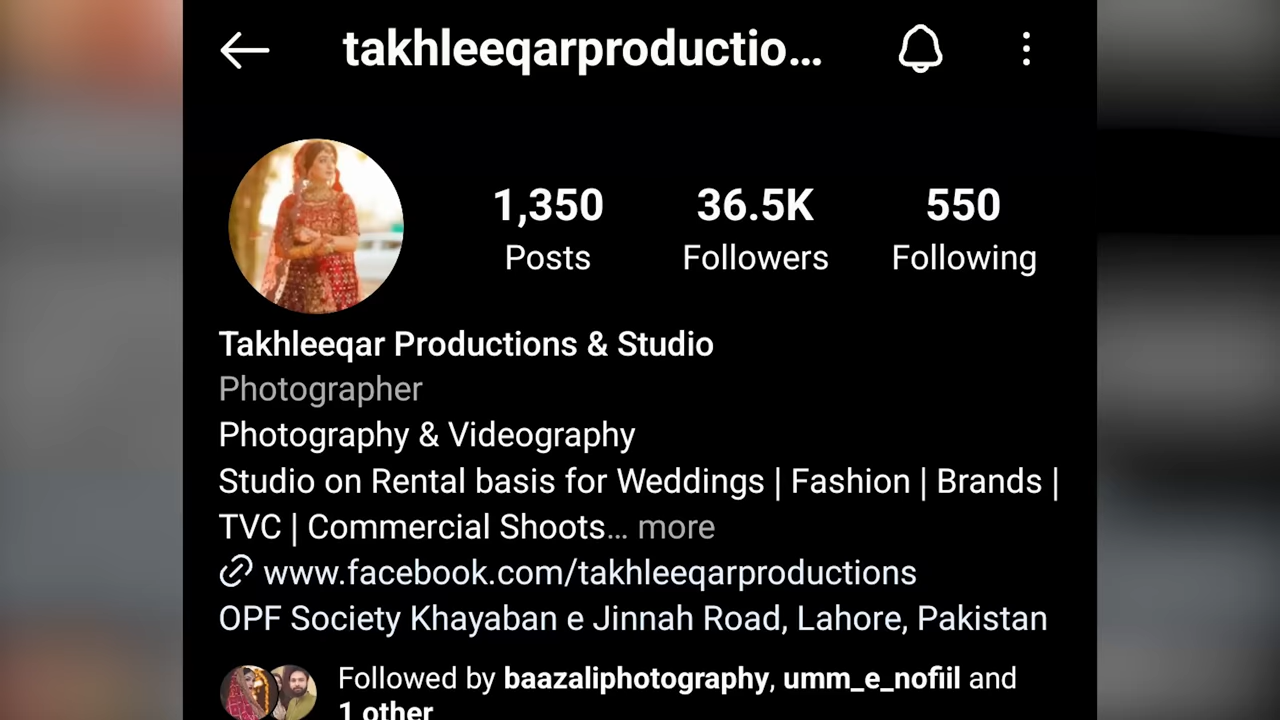 takhleeqarproductio...
1,350 36.5K 550
Posts Followers Following
Takhleeqar Productions & Studio
Photographer
Photography & Videography
Studio on Rental basis for Weddings | Fashion | Brands |
TVC | Commercial Shoots... more
www.facebook.com/takhleeqarproductions
OPF Society Khayaban e Jinnah Road, Lahore, Pakistan
Followed by baazaliphotography, umm_e_nofiil and
1 other